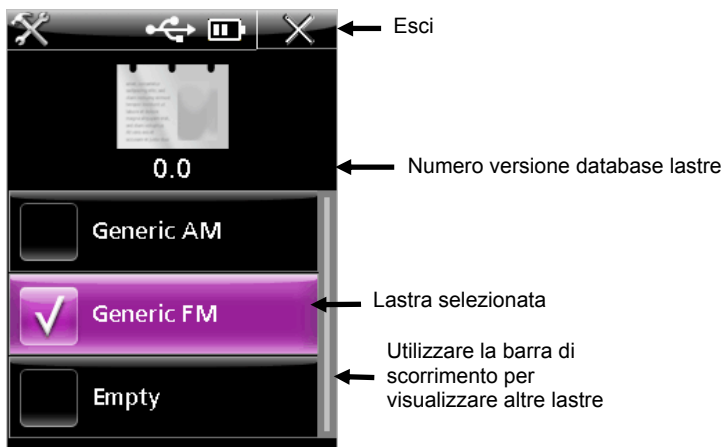 Esci
0.0
Numero versione database lastre
Generic AM
Generic FM
Lastra selezionata
Utilizzare la barra di
scorrimento per
visualizzare altre lastre
Empty